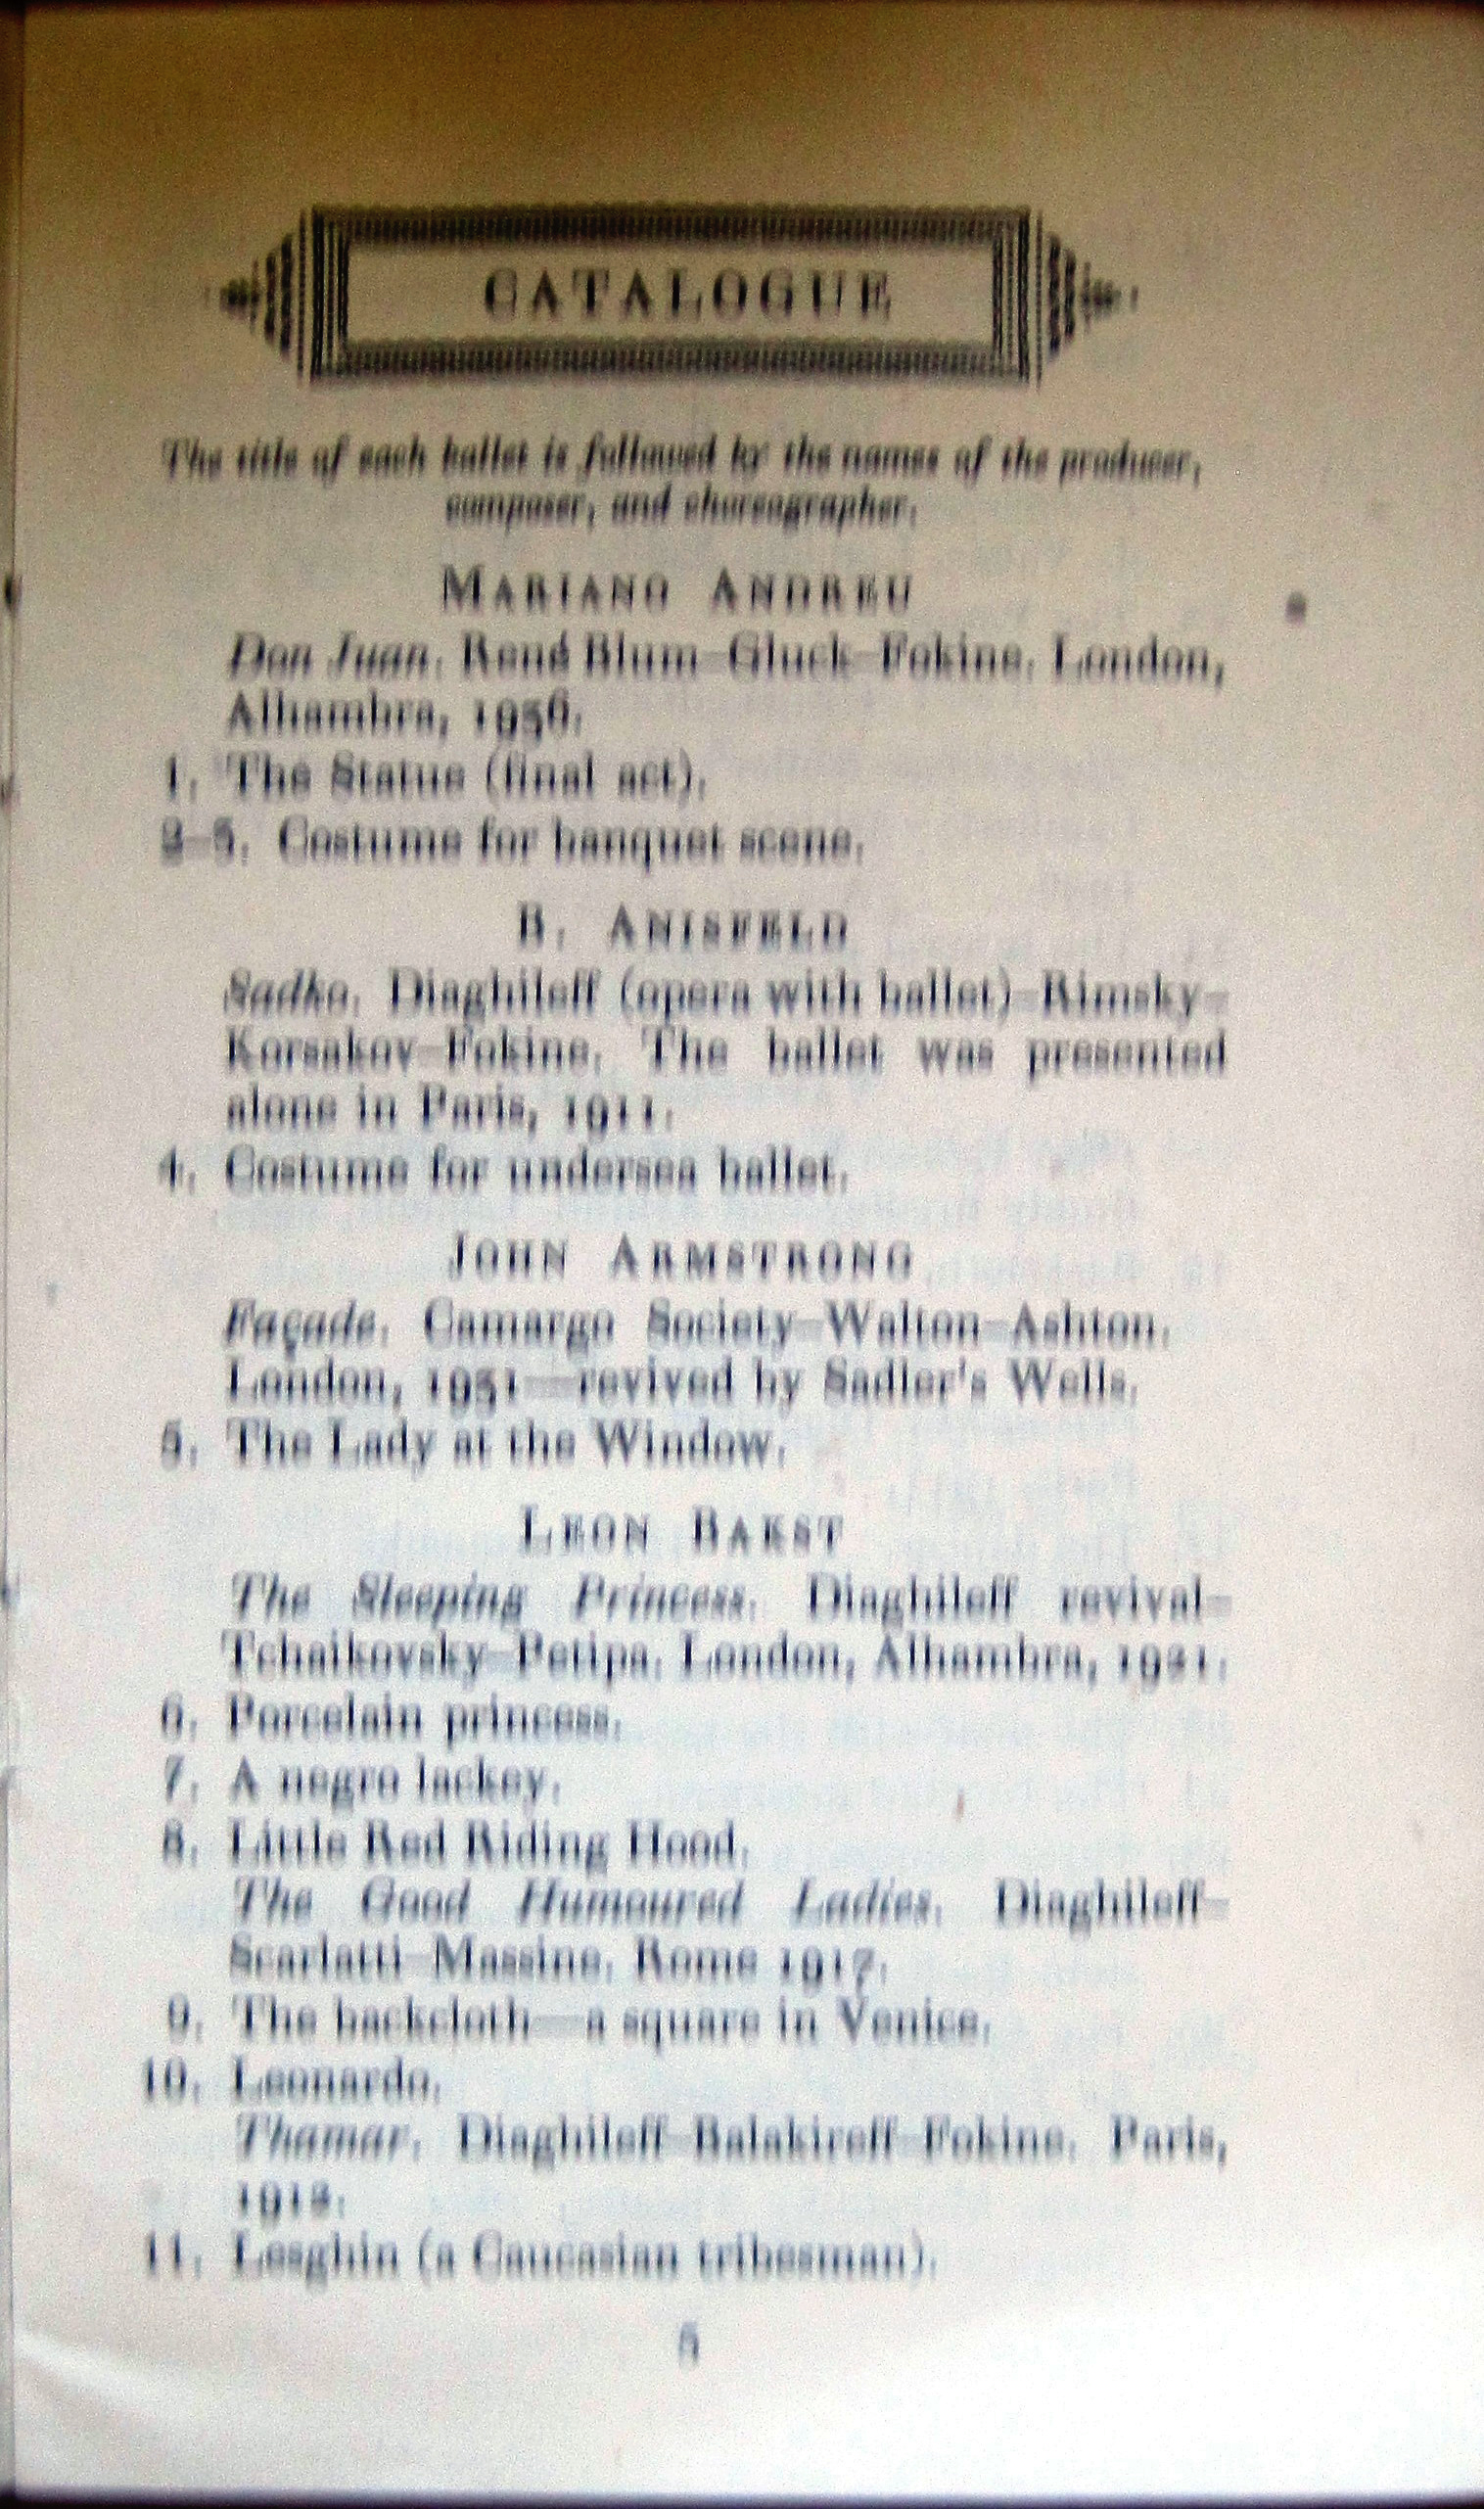 CATALOGUE
The title of each ballet is followed by the names of the producer,
composer, and choreographer.
MARIANO ANDREU
Don Juan. René Blum–Gluck–Fokine. London,
Alhambra, 1936.
1. The Statue (final act).
2–3. Costume for banquet scene.
B. ANISFELD
Sadko. Diaghileff (opera with ballet)–Rimsky-
Korsakov–Fokine. The ballet was presented
alone in Paris, 1911.
4. Costume for undersea ballet.
JOHN ARMSTRONG
Façade. Camargo Society–Walton–Ashton.
London, 1931—revived by Sadler's Wells.
5. The Lady at the Window.
LEON BAKST
The Sleeping Princess. Diaghileff revival–
Tchaikovsky–Petipa. London, Alhambra, 1921.
6. Porcelain princess.
7. A negro lackey.
8. Little Red Riding Hood.
The Good Humoured Ladies. Diaghileff–
Scarlatti–Massine. Rome 1917.
9. The backcloth—a square in Venice.
10. Leonardo.
Thamar. Diaghileff–Balakireff–Fokine. Paris,
1912.
11. Lesghin (a Caucasian tribesman).
5